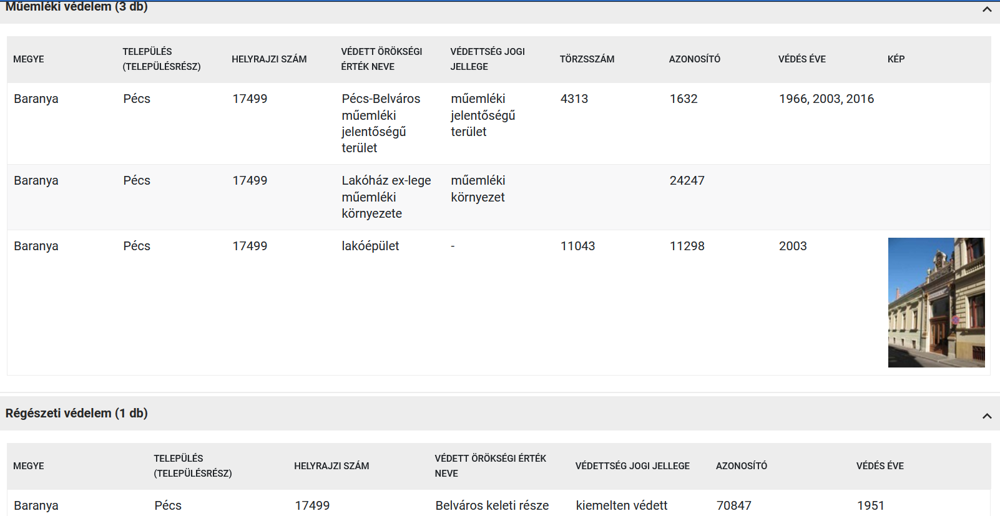 Műemléki védelem (3 db)
MEGYE
TELEPÜLÉS
(TELEPÜLÉSRÉSZ)
HELYRAJZI SZÁM
VÉDETT ÖRÖKSÉGI
ÉRTÉK NEVE
VÉDETTSÉG JOGI
JELLEGE
TÖRZSSZÁM
AZONOSÍTÓ
VÉDÉS ÉVE
KÉP
Baranya
Pécs
17499
Pécs-Belváros
műemléki
jelentőségű
terület
műemléki
jelentőségű
terület
4313
1632
1966, 2003, 2016
Baranya
Pécs
17499
Lakóház ex-lege
műemléki
környezete
műemléki
környezet
24247
Baranya
Pécs
17499
lakóépület
-
11043
11298
2003
Régészeti védelem (1 db)
MEGYE
TELEPÜLÉS
(TELEPÜLÉSRÉSZ)
HELYRAJZI SZÁM
VÉDETT ÖRÖKSÉGI ÉRTÉK
NEVE
VÉDETTSÉG JOGI JELLEGE
AZONOSÍTÓ
VÉDÉS ÉVE
Baranya
Pécs
17499
Belváros keleti része
kiemelten védett
70847
1951